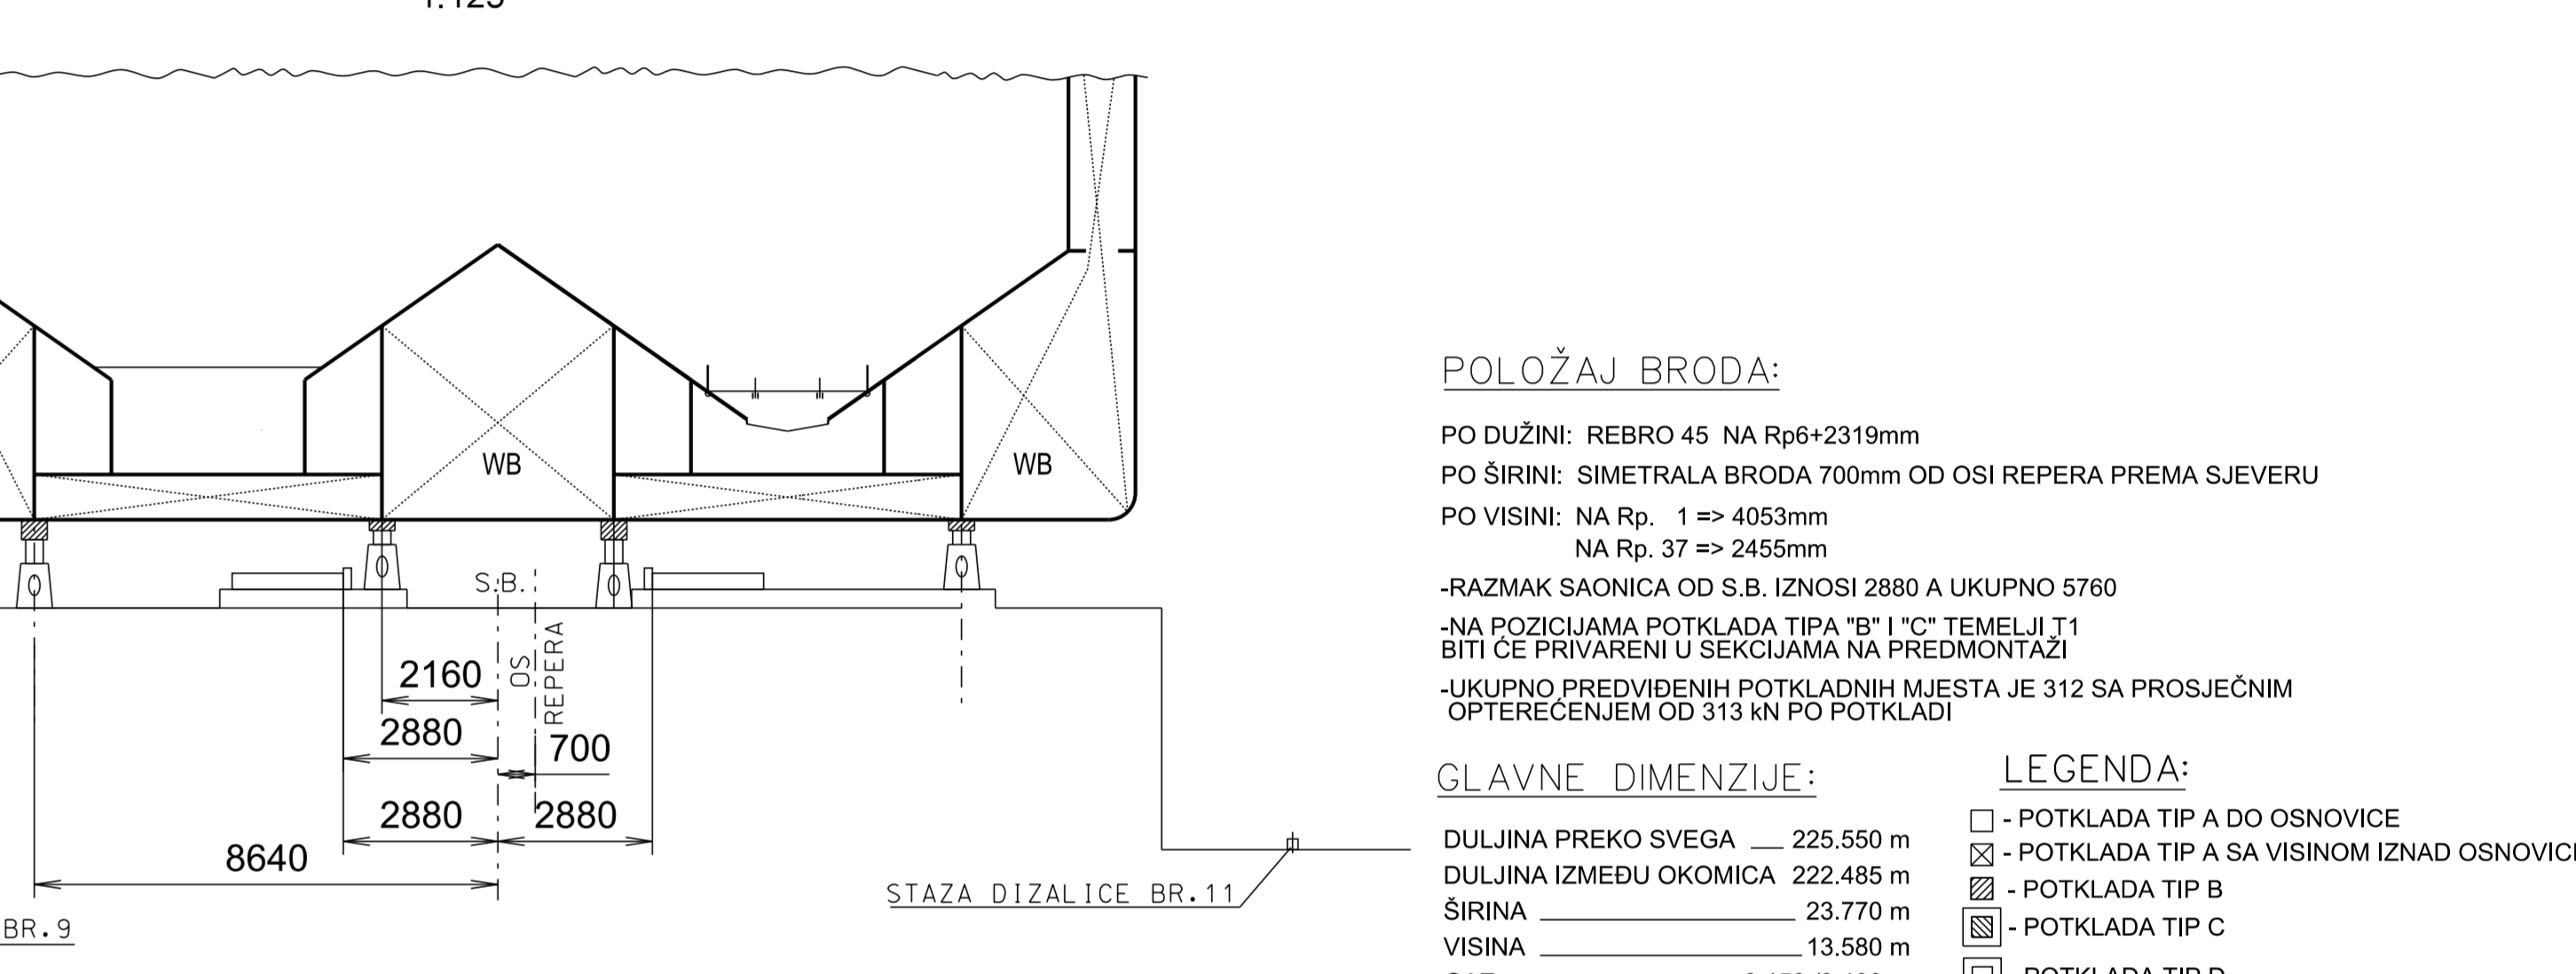 WB
WB
S.B.
OS
REPERA
2160
2880
700
2880
2880
8640
STAZA DIZALICE BR.11
BR.9
POLOŽAJ BRODA:
PO DUŽINI: REBRO 45 NA Rp6+2319mm
PO ŠIRINI: SIMETRALA BRODA 700mm OD OSI REPERA PREMA SJEVERU
PO VISINI: NA Rp. 1 => 4053mm
NA Rp. 37 => 2455mm
-RAZMAK SAONICA OD S.B. IZNOSI 2880 A UKUPNO 5760
-NA POZICIJAMA POTKLADA TIPA "B" I "C" TEMELJI T1
BITI ĆE PRIVARENI U SEKCIJAMA NA PREDMONTAŽI
-UKUPNO PREDVIĐENIH POTKLADNIH MJESTA JE 312 SA PROSJEČNIM
OPTEREĆENJEM OD 313 kN PO POTKLADI
GLAVNE DIMENZIJE:
DULJINA PREKO SVEGA 225.550 m
DULJINA IZMEĐU OKOMICA 222.485 m
ŠIRINA 23.770 m
VISINA 13.580 m
LEGENDA:
- POTKLADA TIP A DO OSNOVICE
- POTKLADA TIP A SA VISINOM IZNAD OSNOVICE
- POTKLADA TIP B
- POTKLADA TIP C
- POTKLADA TIP D